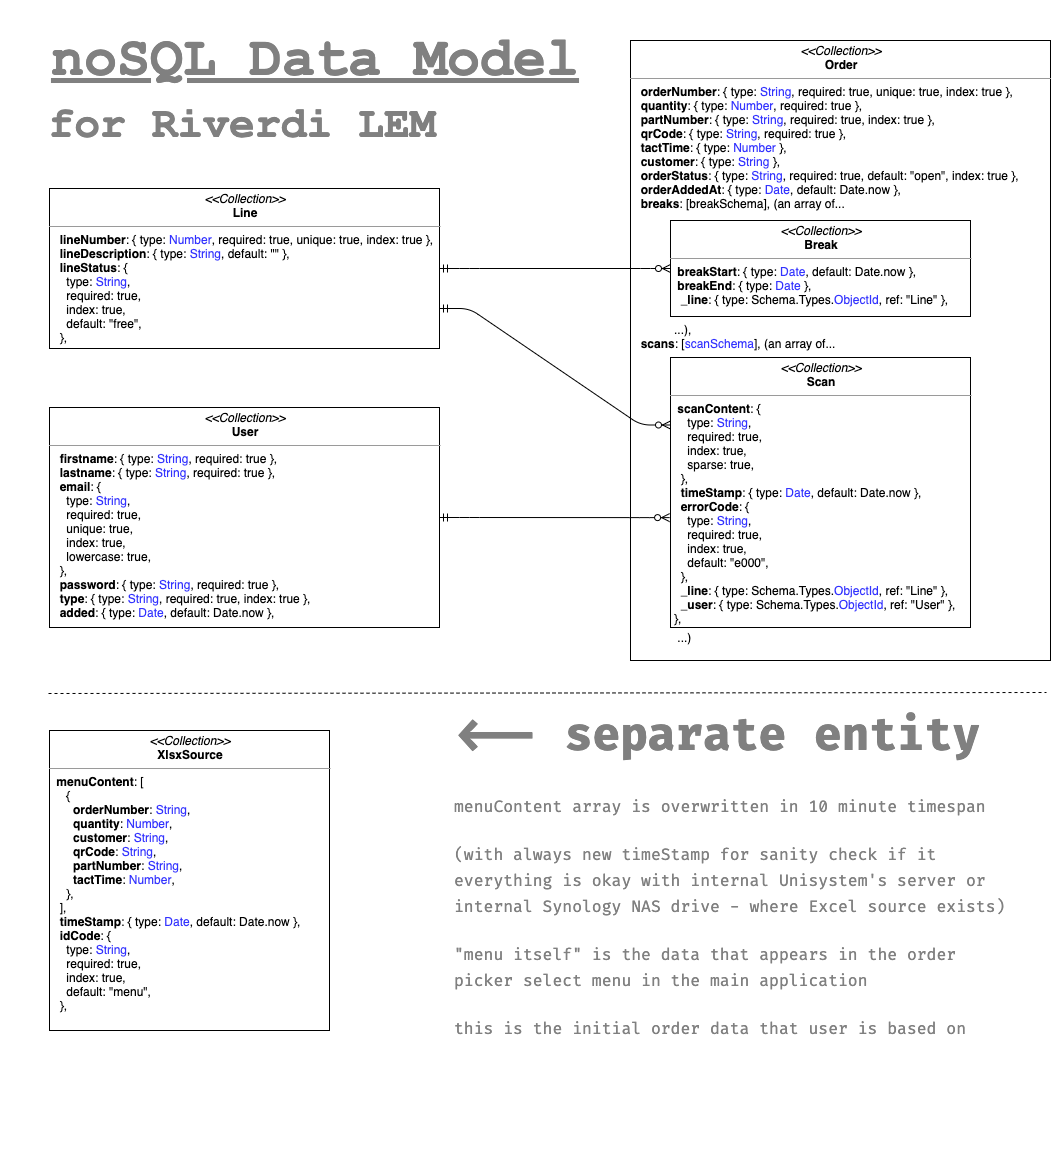 noSQL Data Model
for Riverdi LEM
<<Collection>>
Line
lineNumber: { type: Number, required: true, unique: true, index: true },
lineDescription: { type: String, default: "" },
lineStatus: {
type: String,
required: true,
index: true,
default: "free",
},
<<Collection>>
User
firstname: { type: String, required: true },
lastname: { type: String, required: true },
email: {
type: String,
required: true,
unique: true,
index: true,
lowercase: true,
},
password: { type: String, required: true },
type: { type: String, required: true, index: true },
added: { type: Date, default: Date.now },
<<Collection>>
Order
orderNumber: { type: String, required: true, unique: true, index: true },
quantity: { type: Number, required: true },
partNumber: { type: String, required: true, index: true },
qrCode: { type: String, required: true },
tactTime: { type: Number },
customer: { type: String },
orderStatus: { type: String, required: true, default: "open", index: true },
orderAddedAt: { type: Date, default: Date.now },
breaks: [breakSchema], (an array of...
<<Collection>>
Break
breakStart: { type: Date, default: Date.now },
breakEnd: { type: Date },
_line: { type: Schema.Types.ObjectId, ref: "Line" },
...),
scans: [scanSchema], (an array of...
<<Collection>>
Scan
scanContent: {
type: String,
required: true,
index: true,
sparse: true,
},
timeStamp: { type: Date, default: Date.now },
errorCode: {
type: String,
required: true,
index: true,
default: "e000",
},
_line: { type: Schema.Types.ObjectId, ref: "Line" },
_user: { type: Schema.Types.ObjectId, ref: "User" },
},
...)
<<Collection>>
XlsxSource
menuContent: [
{
orderNumber: String,
quantity: Number,
customer: String,
qrCode: String,
partNumber: String,
tactTime: Number,
},
],
timeStamp: { type: Date, default: Date.now },
idCode: {
type: String,
required: true,
index: true,
default: "menu",
},
← separate entity
menuContent array is overwritten in 10 minute timespan
(with always new timeStamp for sanity check if it
everything is okay with internal Unisystem's server or
internal Synology NAS drive - where Excel source exists)
"menu itself" is the data that appears in the order
picker select menu in the main application
this is the initial order data that user is based on